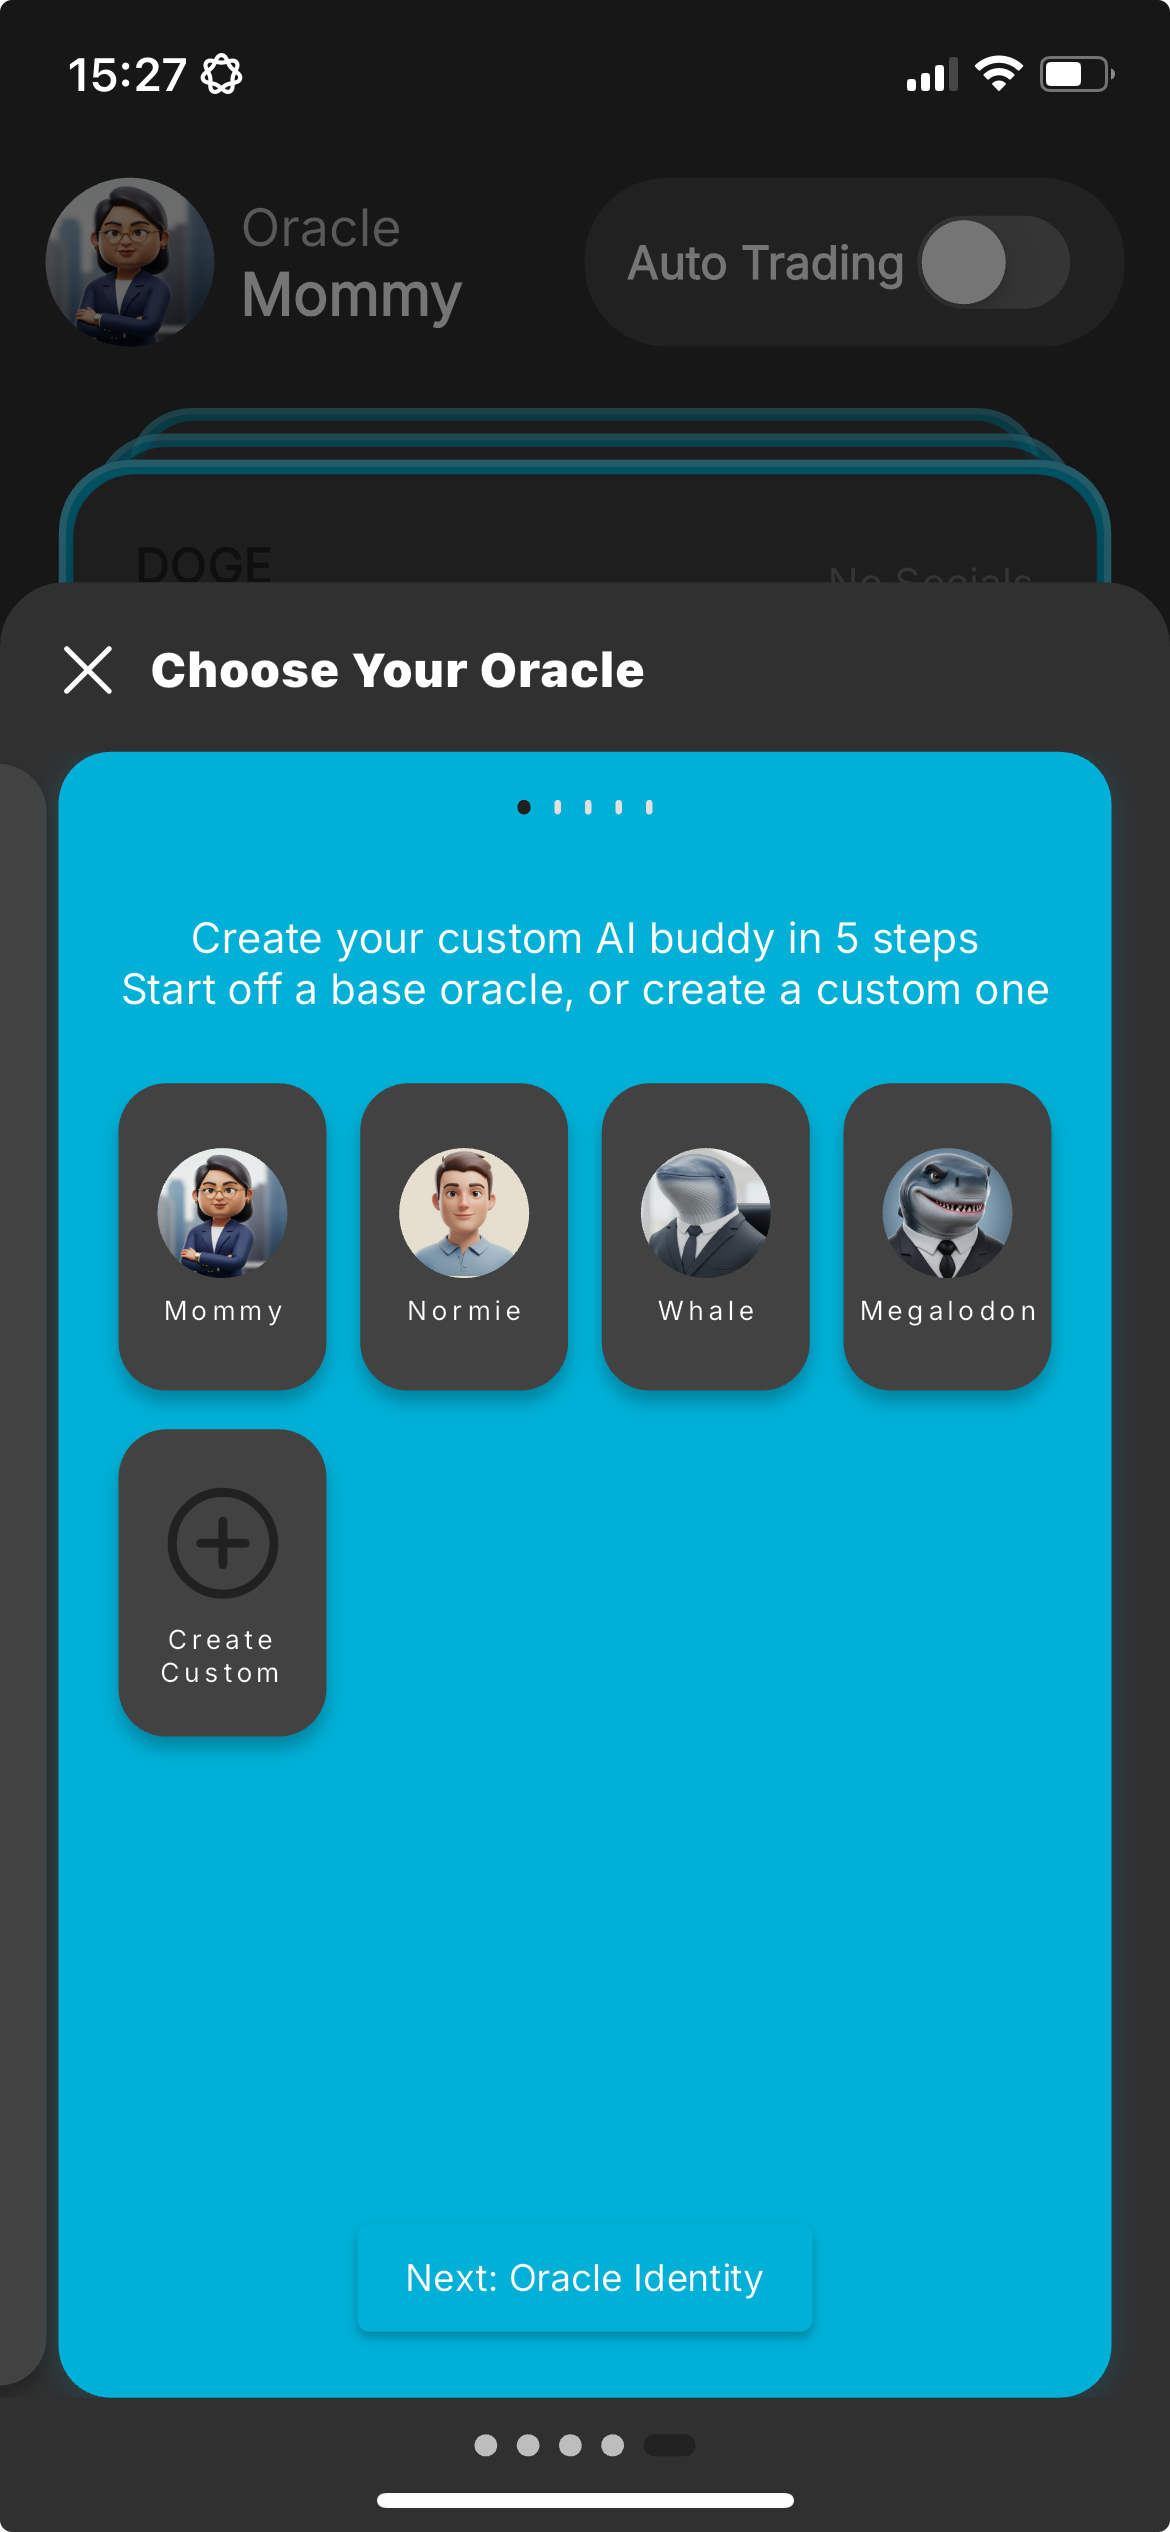 15:27
Oracle
Mommy
Auto Trading
DOGE
No Socials
Choose Your Oracle
Create your custom AI buddy in 5 steps
Start off a base oracle, or create a custom one
Mommy
Normie
Whale
Megalodon
Create
Custom
Next: Oracle Identity